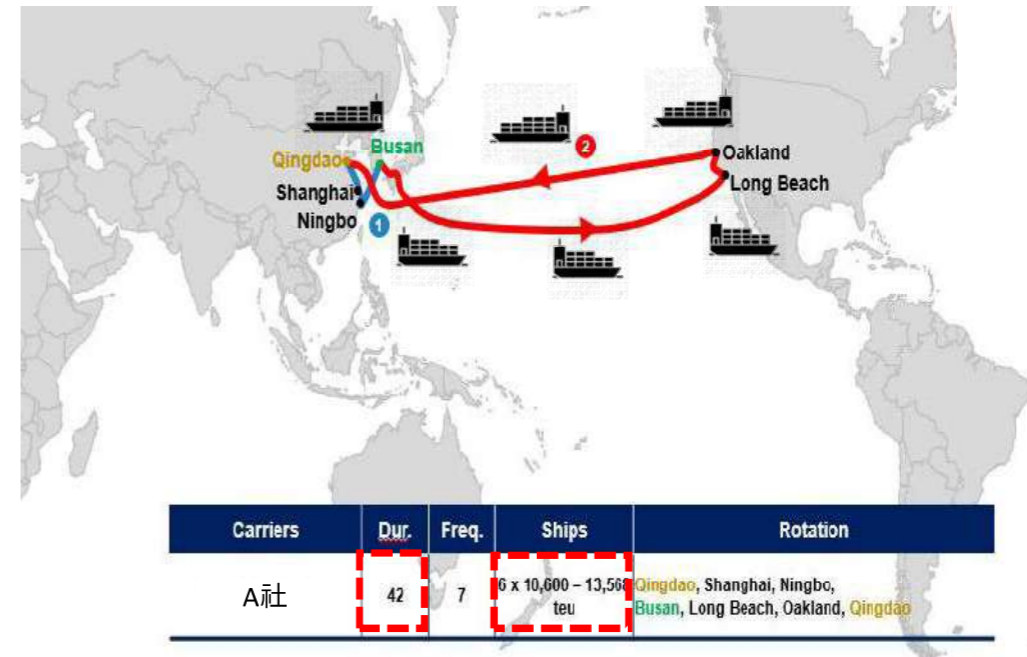 Qingdao
Busan
2
Oakland
Long Beach
Shanghai
Ningbo
1
Carriers Dur. Freq. Ships Rotation
A社 42 7 6 x 10,600 – 13,568 teu Qingdao, Shanghai, Ningbo,
Busan, Long Beach, Oakland, Qingdao